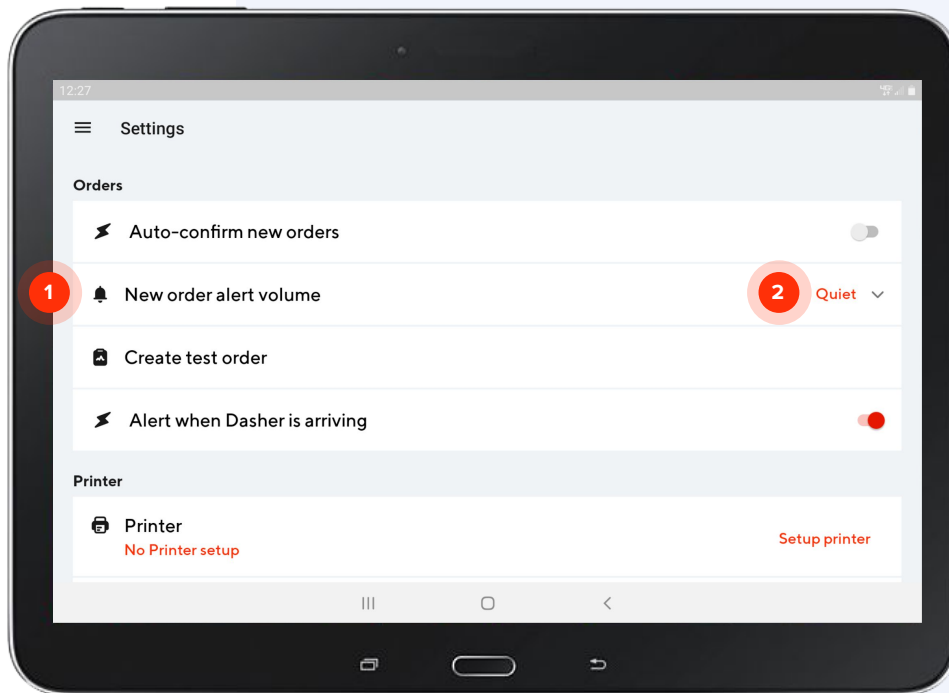 12:27
Settings
Orders
Auto-confirm new orders
1
New order alert volume
2
Quiet
Create test order
Alert when Dasher is arriving
Printer
Printer
No Printer setup
Setup printer